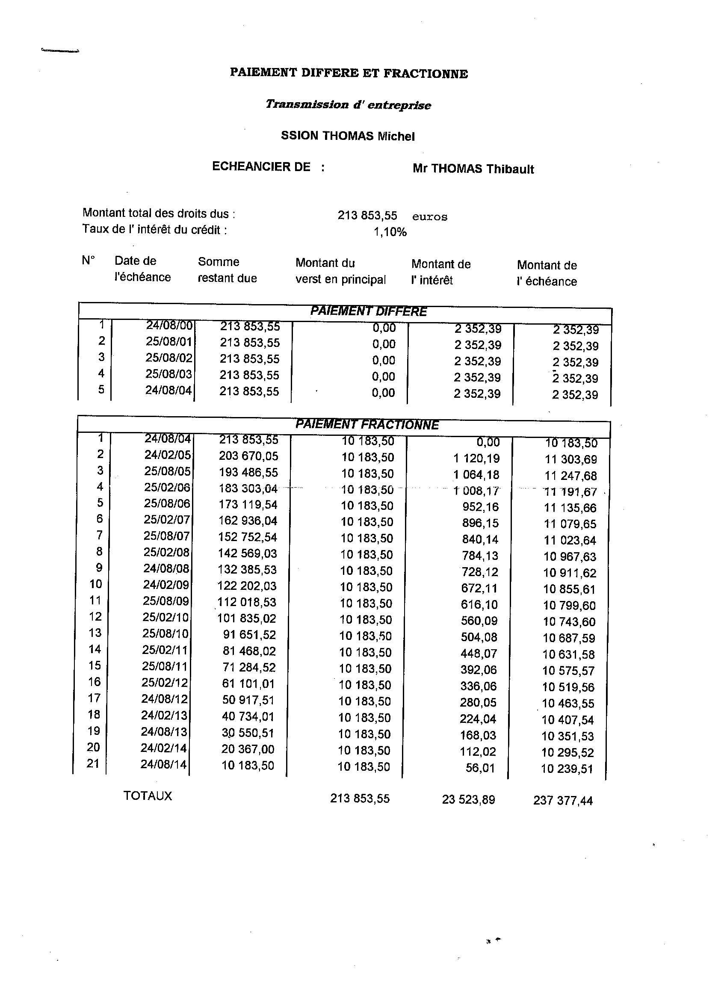 PAIEMENT DIFFERE ET FRACTIONNE
Transmission d' entreprise
SSION THOMAS Michel
ECHEANCIER DE : Mr THOMAS Thibault
Montant total des droits dus : 213 853,55 euros
Taux de l' intérêt du crédit : 1,10%
N° Date de Somme Montant du Montant de Montant de
l'échéance restant due verst en principal l' intérêt l' échéance
PAIEMENT DIFFERE
1 24/08/00 213 853,55 0,00 2 352,39 2 352,39
2 25/08/01 213 853,55 0,00 2 352,39 2 352,39
3 25/08/02 213 853,55 0,00 2 352,39 2 352,39
4 25/08/03 213 853,55 0,00 2 352,39 2 352,39
5 24/08/04 213 853,55 0,00 2 352,39 2 352,39
PAIEMENT FRACTIONNE
1 24/08/04 213 853,55 10 183,50 0,00 10 183,50
2 24/02/05 203 670,05 10 183,50 1 120,19 11 303,69
3 25/08/05 193 486,55 10 183,50 1 064,18 11 247,68
4 25/02/06 183 303,04 10 183,50 1 008,17 11 191,67
5 25/08/06 173 119,54 10 183,50 952,16 11 135,66
6 25/02/07 162 936,04 10 183,50 896,15 11 079,65
7 25/08/07 152 752,54 10 183,50 840,14 11 023,64
8 25/02/08 142 569,03 10 183,50 784,13 10 967,63
9 24/08/08 132 385,53 10 183,50 728,12 10 911,62
10 24/02/09 122 202,03 10 183,50 672,11 10 855,61
11 25/08/09 112 018,53 10 183,50 616,10 10 799,60
12 25/02/10 101 835,02 10 183,50 560,09 10 743,60
13 25/08/10 91 651,52 10 183,50 504,08 10 687,59
14 25/02/11 81 468,02 10 183,50 448,07 10 631,58
15 25/08/11 71 284,52 10 183,50 392,06 10 575,57
16 25/02/12 61 101,01 10 183,50 336,06 10 519,56
17 24/08/12 50 917,51 10 183,50 280,05 10 463,55
18 24/02/13 40 734,01 10 183,50 224,04 10 407,54
19 24/08/13 30 550,51 10 183,50 168,03 10 351,53
20 24/02/14 20 367,00 10 183,50 112,02 10 295,52
21 24/08/14 10 183,50 10 183,50 56,01 10 239,51
TOTAUX 213 853,55 23 523,89 237 377,44